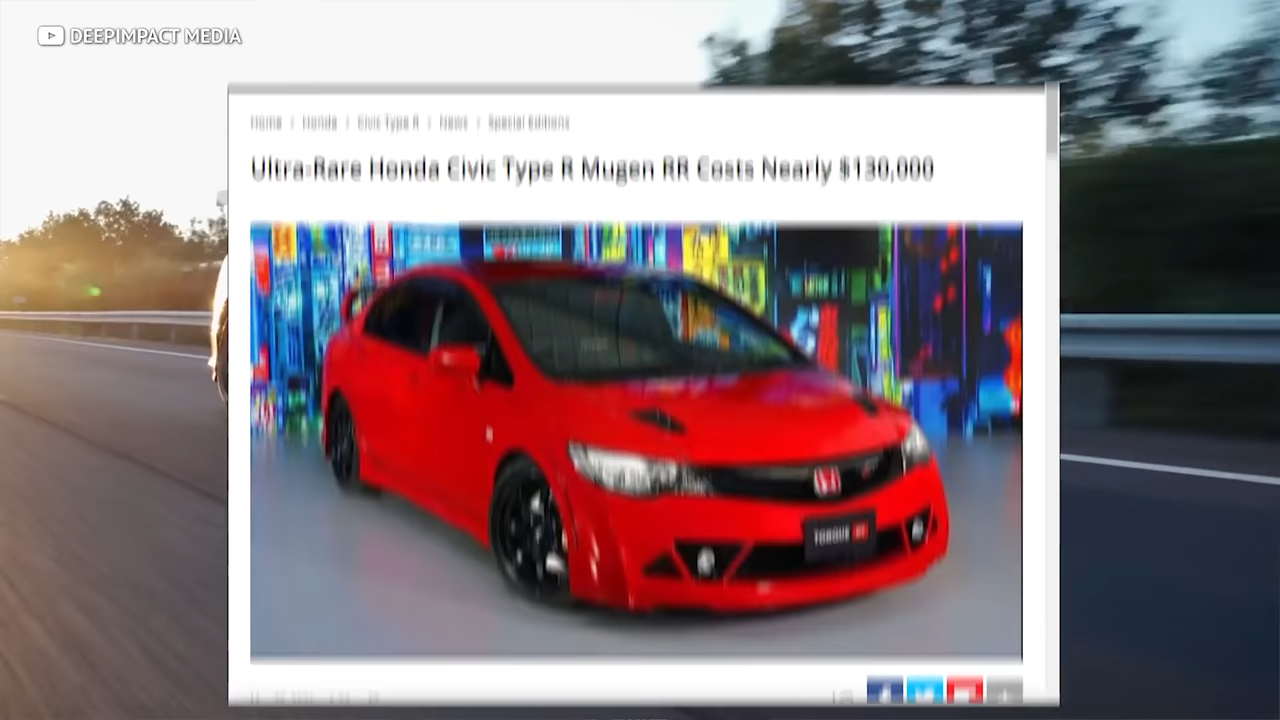 DEEPIMPACT MEDIA
Home / Honda / Civic Type R / News / Special Editions
Ultra-Rare Honda Civic Type R Mugen RR Costs Nearly $130,000
TORQUE